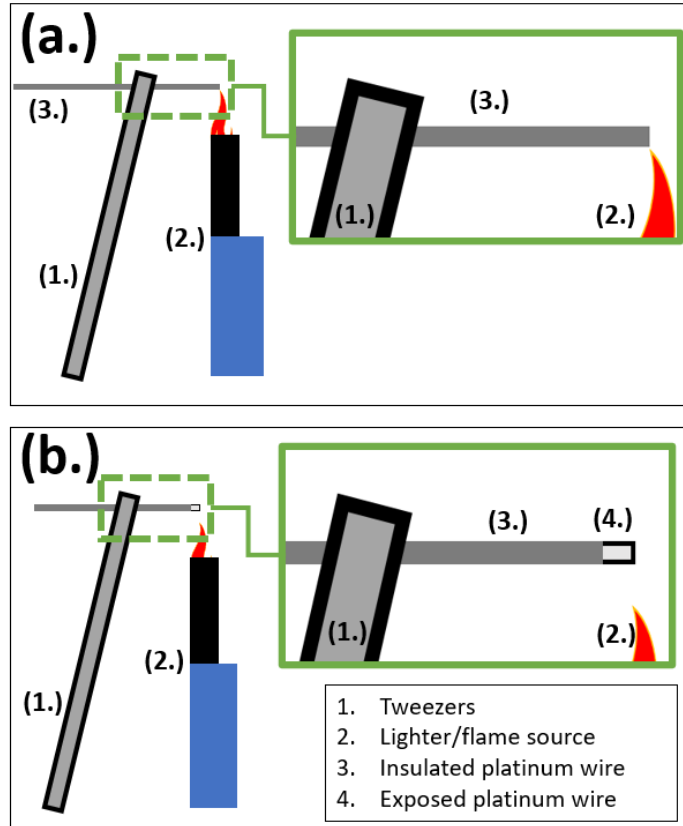 (a.)
(3.)
(3.)
(1.)
(2.)
(2.)
(1.)
(b.)
(3.)
(4.)
(1.)
(2.)
(2.)
(1.)
1. Tweezers
2. Lighter/flame source
3. Insulated platinum wire
4. Exposed platinum wire